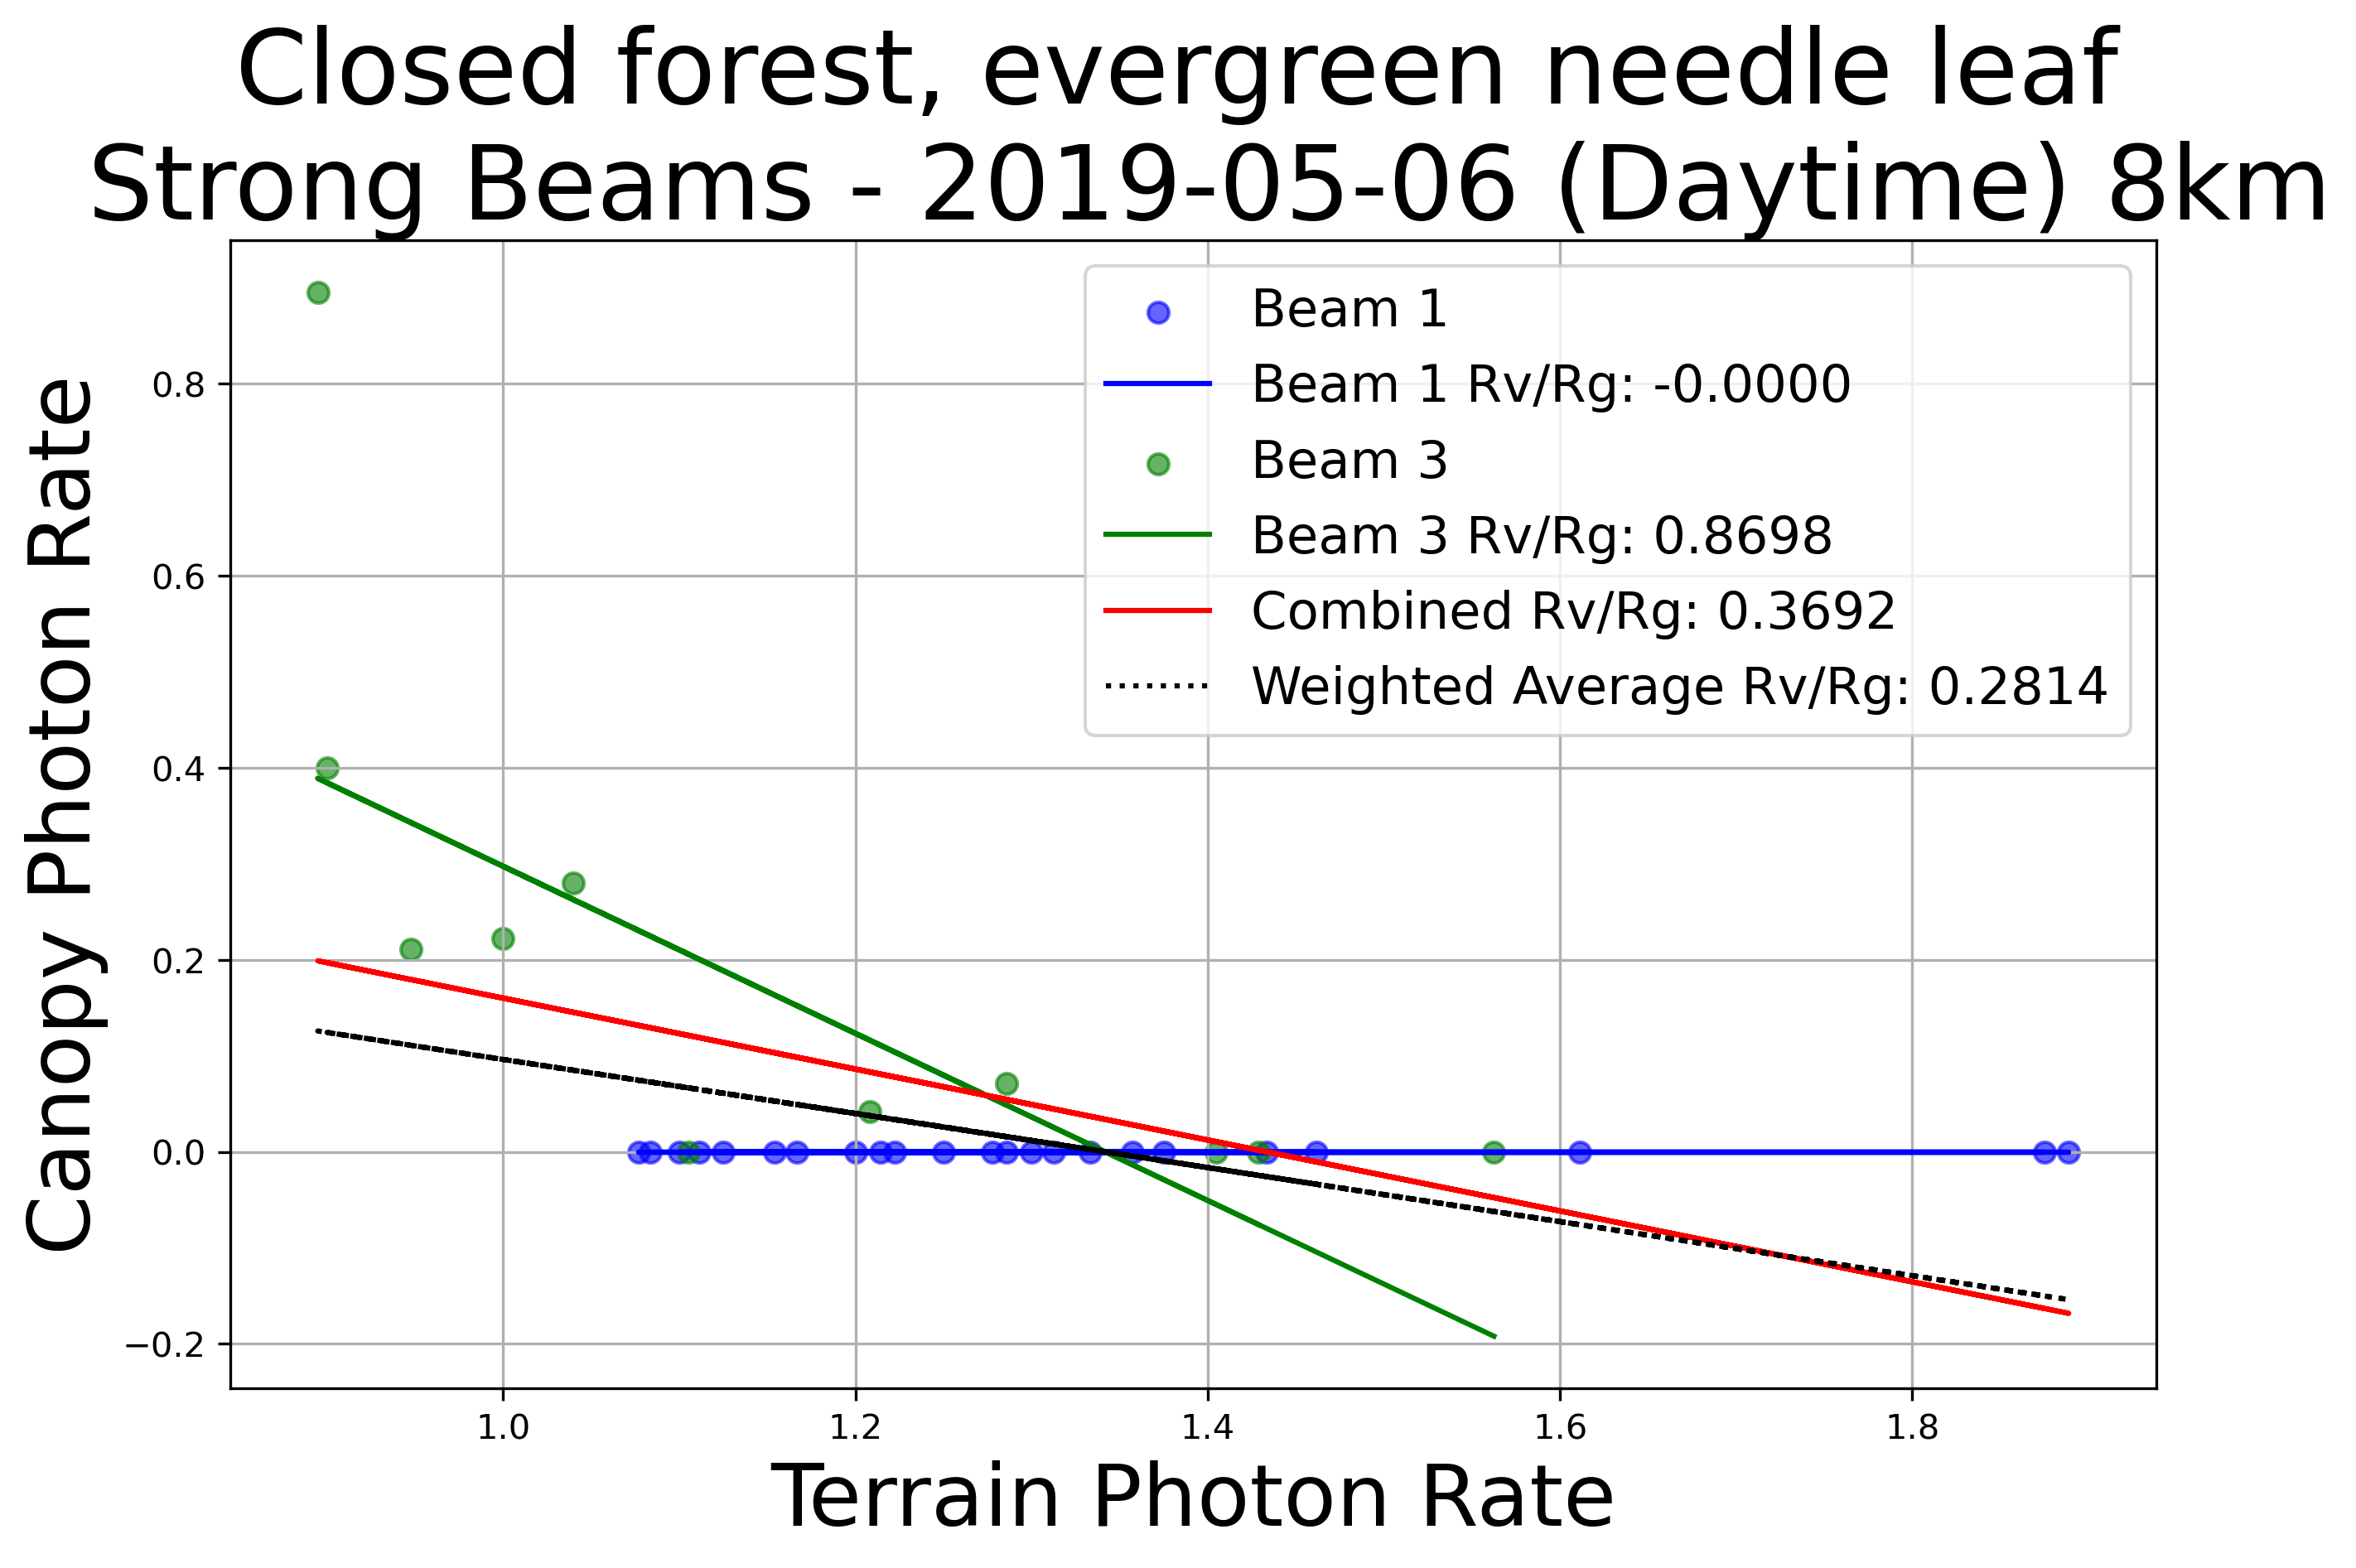 Closed forest, evergreen needle leaf
Strong Beams - 2019-05-06 (Daytime) 8km
Beam 1
Beam 1 Rv/Rg: -0.0000
Beam 3
Beam 3 Rv/Rg: 0.8698
Combined Rv/Rg: 0.3692
Weighted Average Rv/Rg: 0.2814
Canopy Photon Rate
0.8
0.6
0.4
0.2
0.0
−0.2
1.0 1.2 1.4 1.6 1.8
Terrain Photon Rate